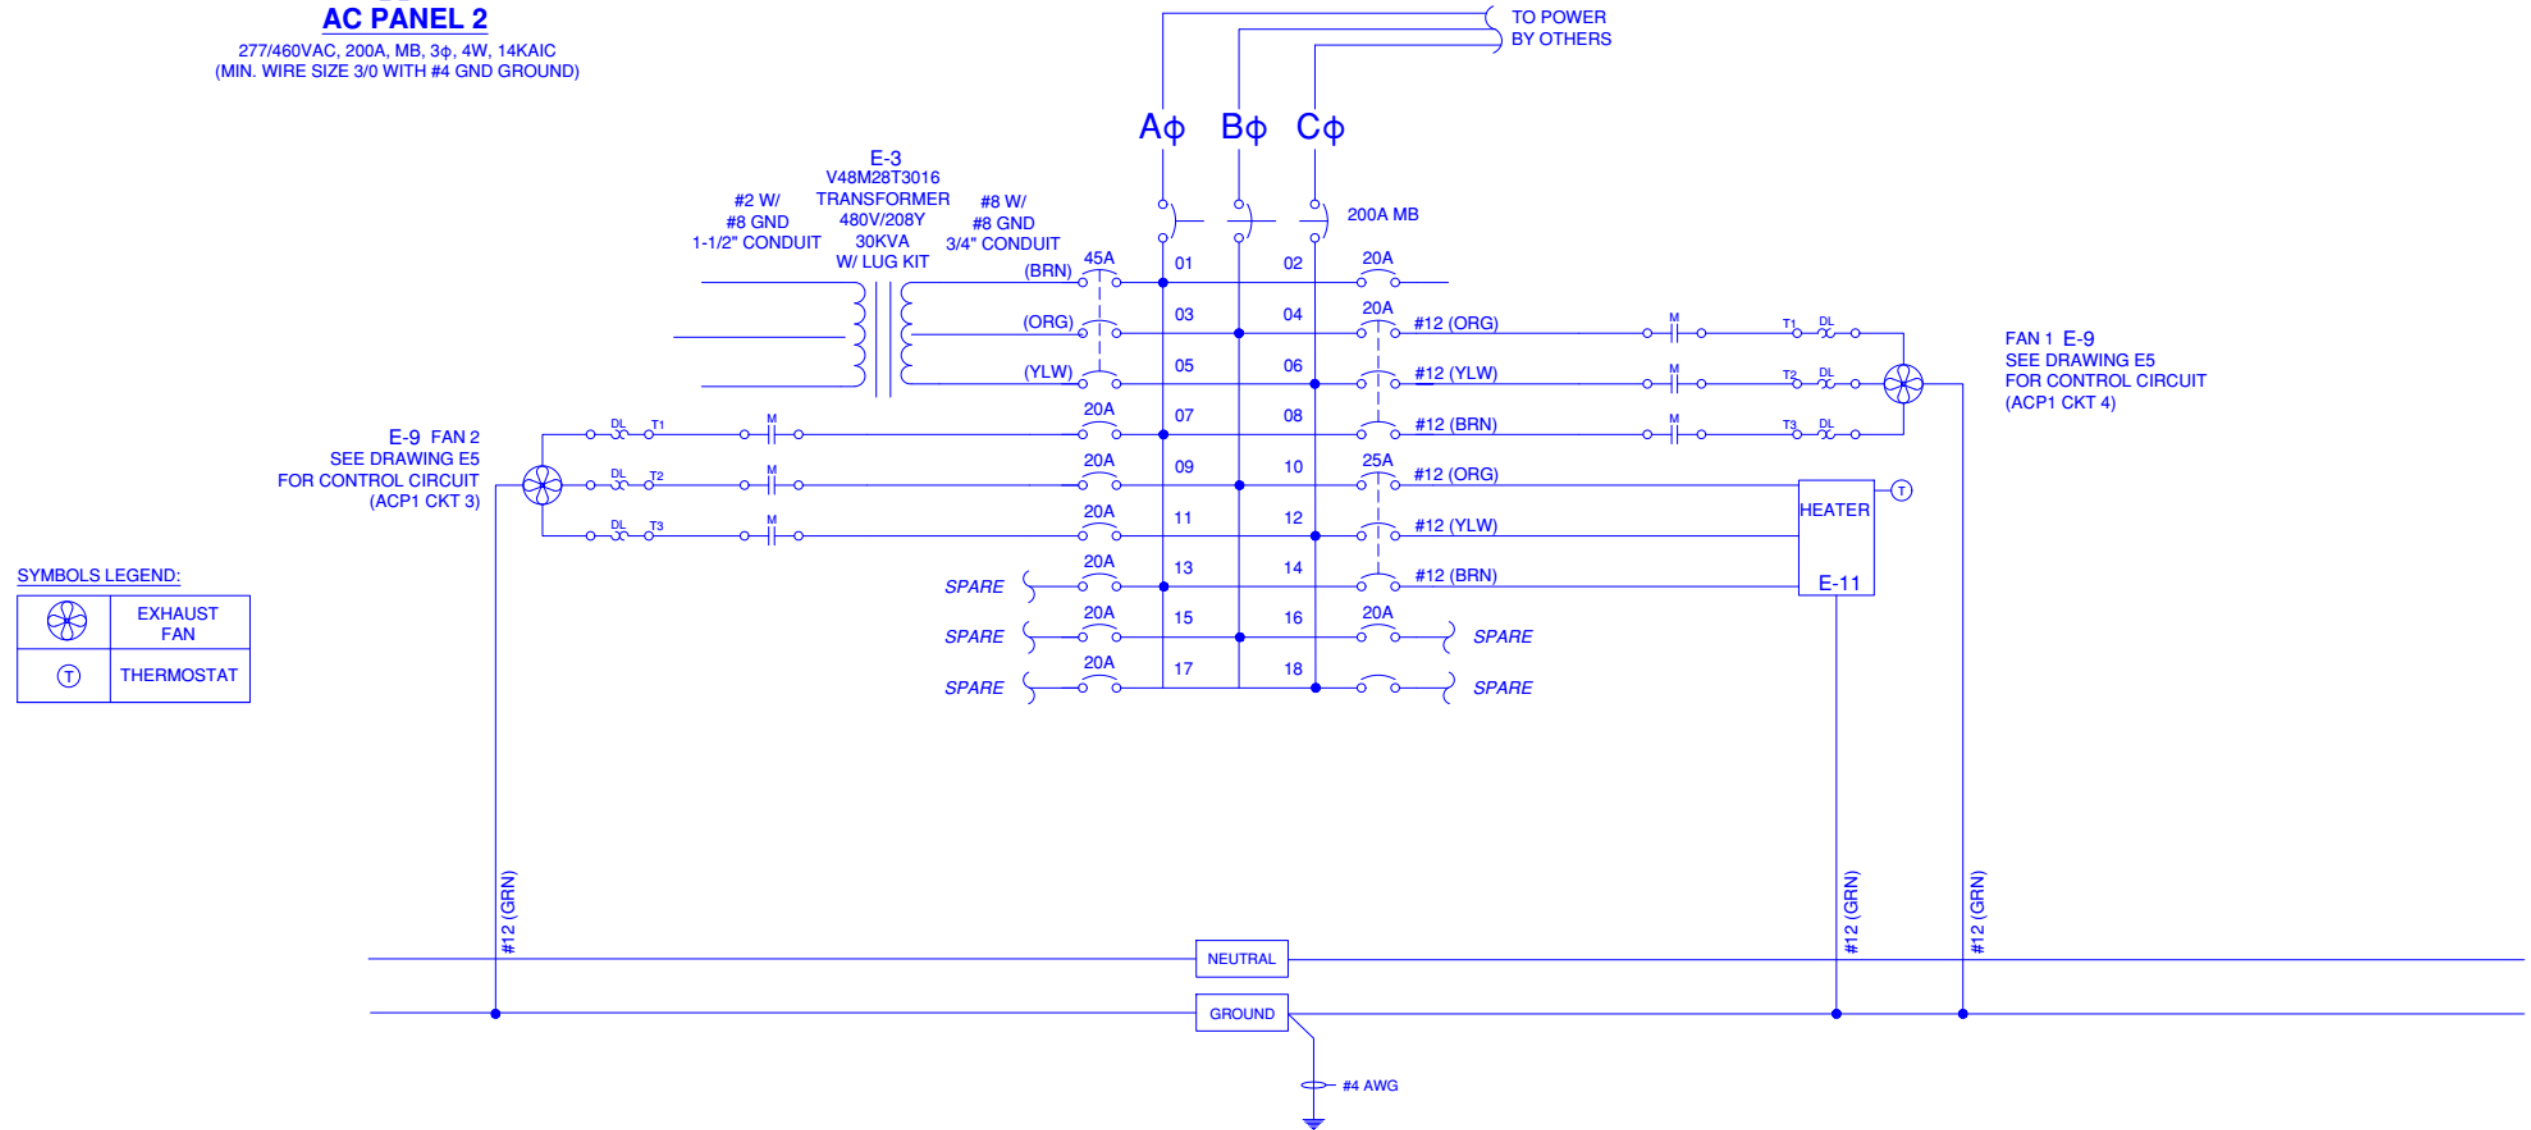 AC PANEL 2
277/460VAC, 200A, MB, 3ϕ, 4W, 14KAIC
(MIN. WIRE SIZE 3/0 WITH #4 GND GROUND)
TO POWER
BY OTHERS
Aϕ Bϕ Cϕ
200A MB
#2 W/
#8 GND
1-1/2" CONDUIT
E-3
V48M28T3016
TRANSFORMER
480V/208Y
30KVA
W/ LUG KIT
#8 W/
#8 GND
3/4" CONDUIT
(BRN) 45A 01 02 20A
(ORG) 03 04 20A #12 (ORG) M T1 DL
(YLW) 05 06 #12 (YLW) M T2 DL
DL T1 M 20A 07 08 #12 (BRN) M T3 DL
DL T2 M 20A 09 10 25A #12 (ORG)
DL T3 M 20A 11 12 #12 (YLW)
SPARE 20A 13 14 #12 (BRN)
SPARE 20A 15 16 20A SPARE
SPARE 20A 17 18 SPARE
FAN 1 E-9
SEE DRAWING E5
FOR CONTROL CIRCUIT
(ACP1 CKT 4)
E-9 FAN 2
SEE DRAWING E5
FOR CONTROL CIRCUIT
(ACP1 CKT 3)
HEATER
E-11
T
SYMBOLS LEGEND:
EXHAUST
FAN
T THERMOSTAT
#12 (GRN)
#12 (GRN)
#12 (GRN)
NEUTRAL
GROUND
#4 AWG